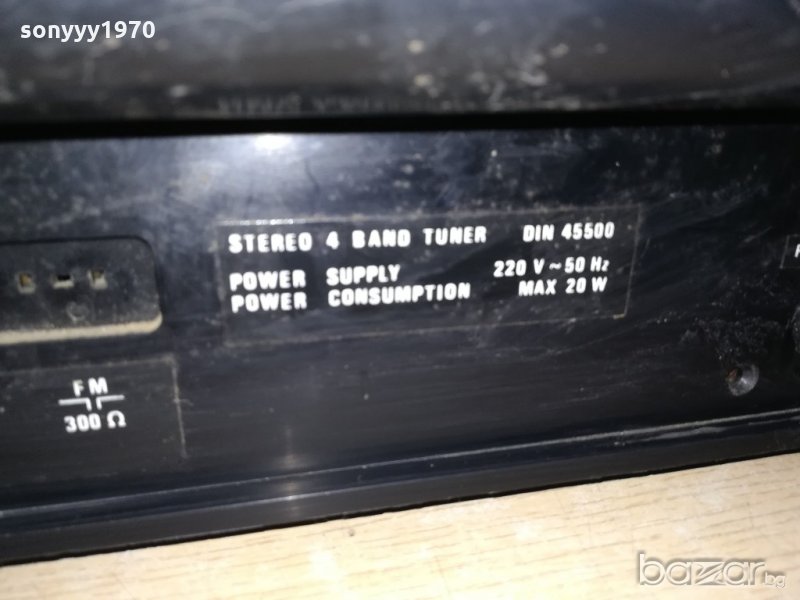 sonyyy1970
STEREO 4 BAND TUNER DIN 45500
POWER SUPPLY 220 V ~ 50 Hz
POWER CONSUMPTION MAX 20 W
FM
300 Ω
bazar.bg